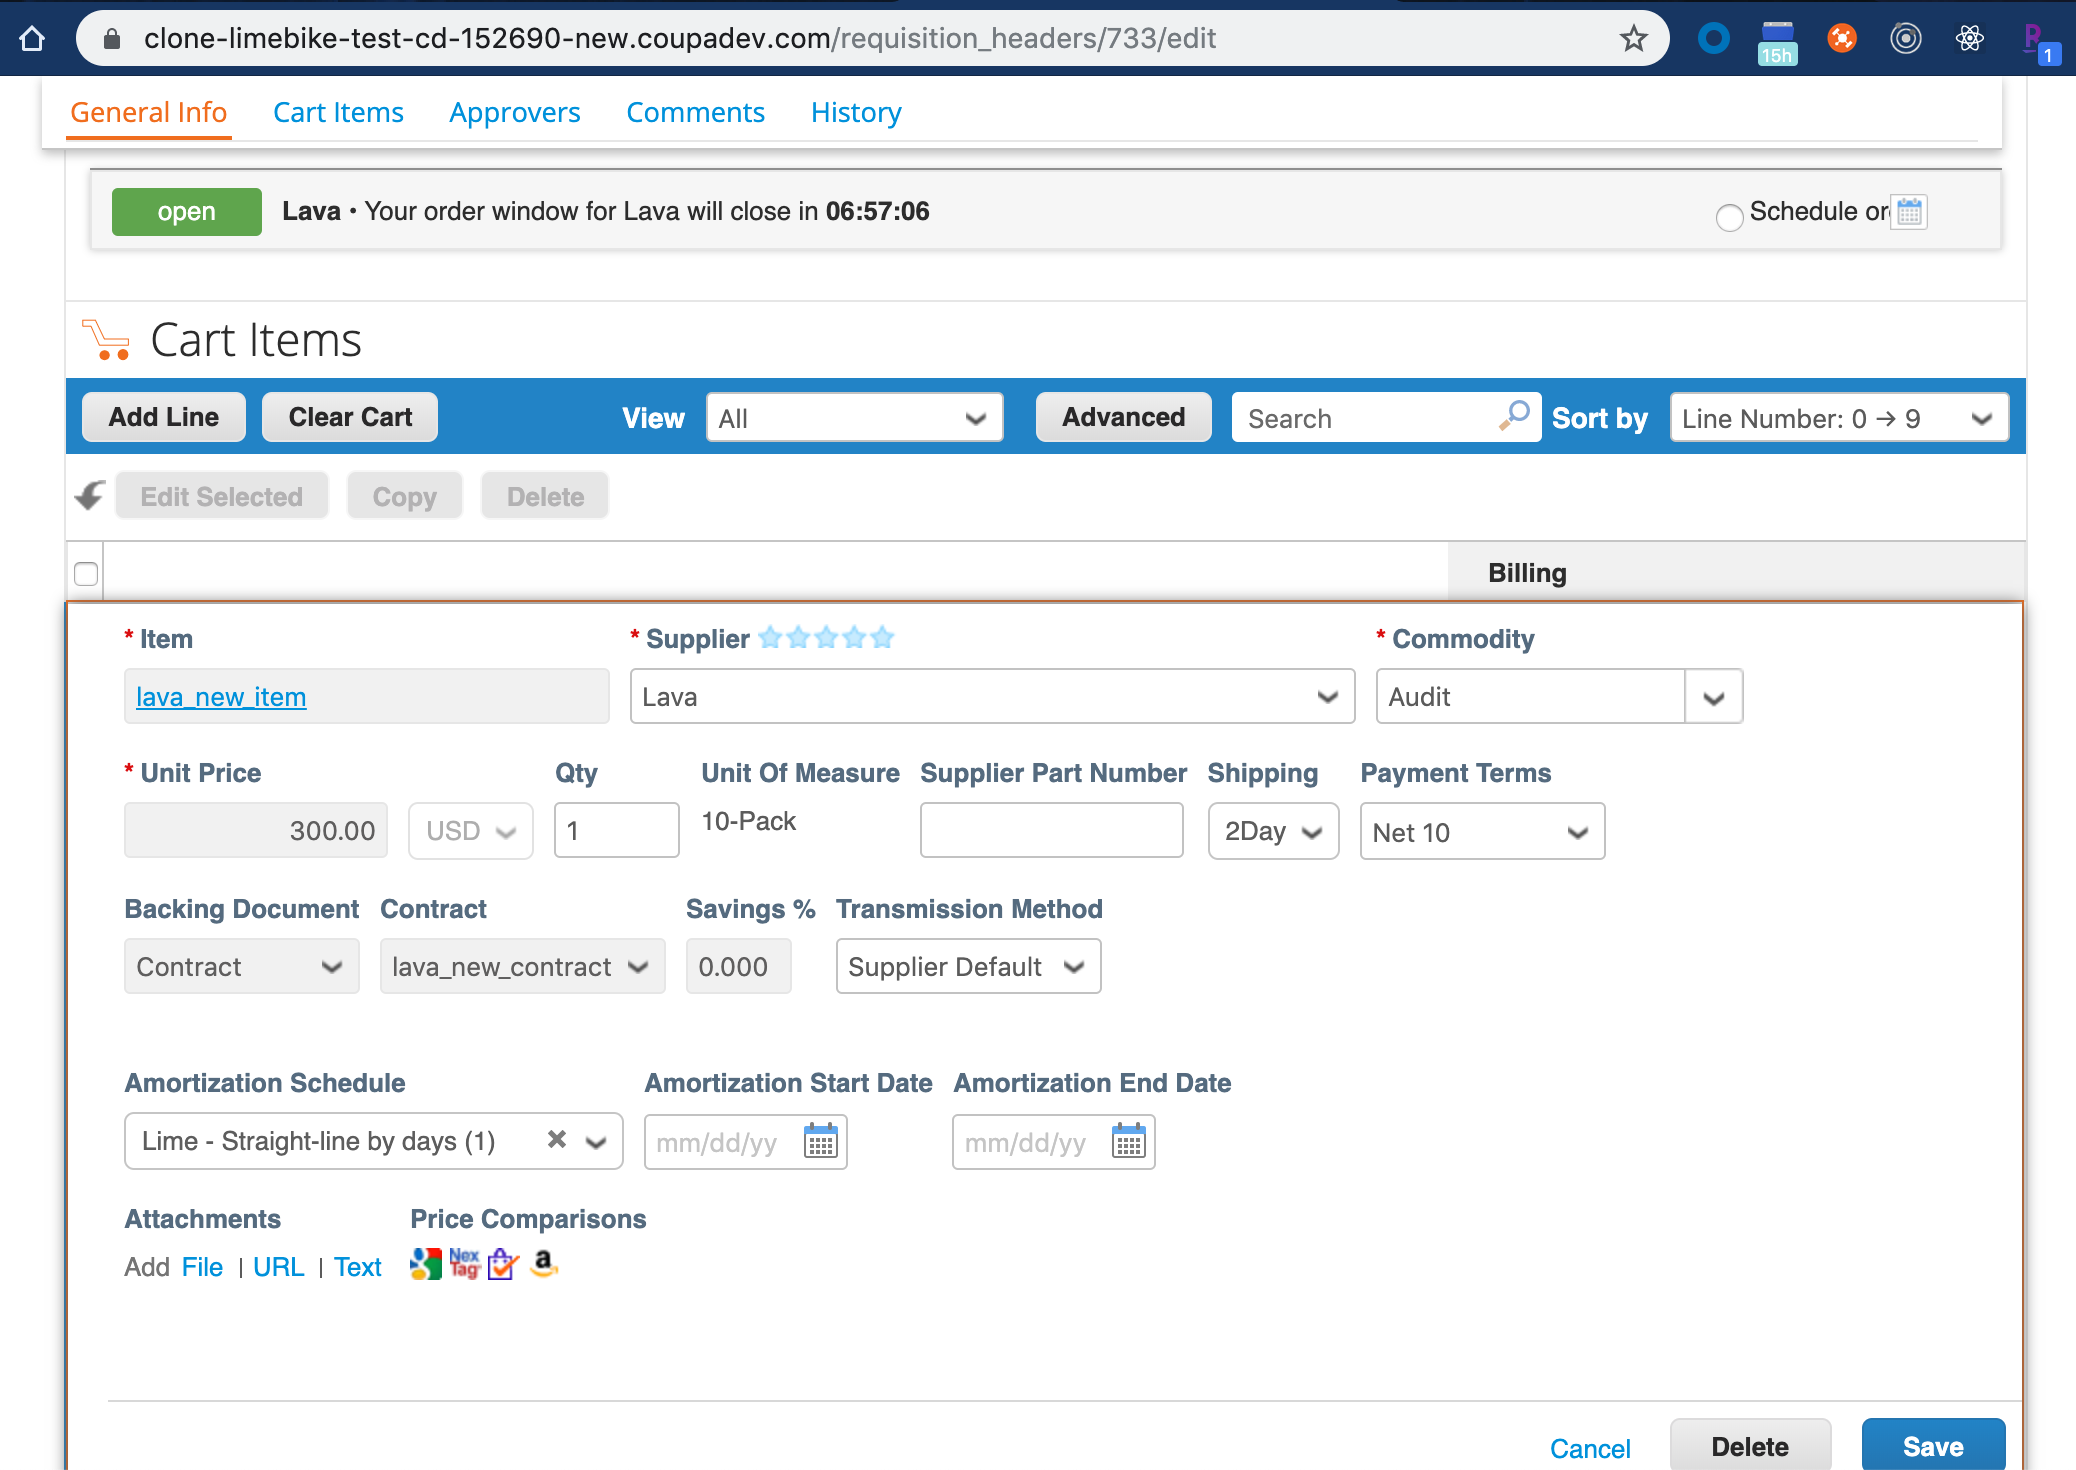 clone-limebike-test-cd-152690-new.coupadev.com/requisition_headers/733/edit
15h
R
1
General Info Cart Items Approvers Comments History
open Lava • Your order window for Lava will close in 06:57:06 Schedule or
Cart Items
Add Line Clear Cart View All Advanced Search Sort by Line Number: 0 → 9
Edit Selected Copy Delete
Billing
* Item * Supplier * Commodity
lava_new_item Lava Audit
* Unit Price Qty Unit Of Measure Supplier Part Number Shipping Payment Terms
300.00 USD 1 10-Pack 2Day Net 10
Backing Document Contract Savings % Transmission Method
Contract lava_new_contract 0.000 Supplier Default
Amortization Schedule Amortization Start Date Amortization End Date
Lime - Straight-line by days (1) mm/dd/yy mm/dd/yy
Attachments Price Comparisons
Add File | URL | Text Nex Tag a
Cancel Delete Save